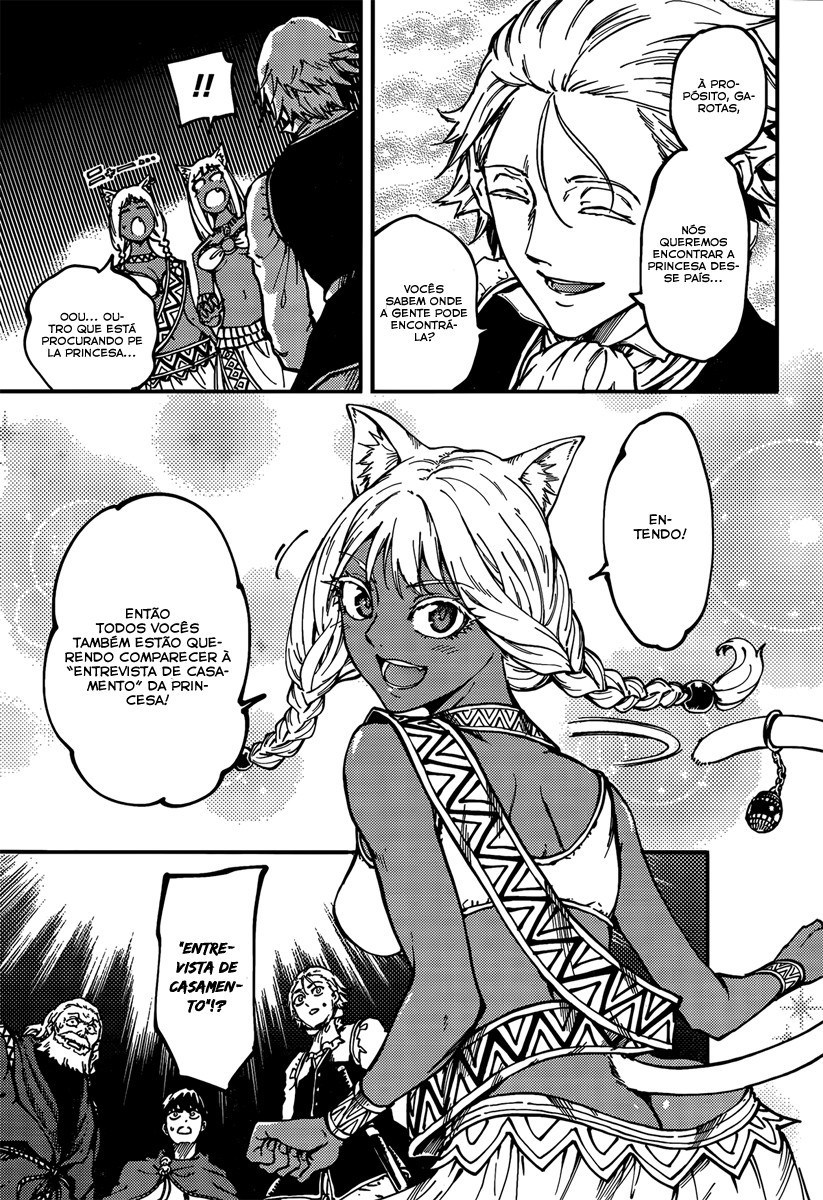 À PRO-
PÓSITO, GA-
ROTAS,
NÓS
QUEREMOS
ENCONTRAR A
PRINCESA DES-
SE PAÍS...
VOCÊS
SABEM ONDE
A GENTE PODE
ENCONTRÁ-
LA?
!!
OOU... OU-
TRO QUE ESTÁ
PROCURANDO PE
LA PRINCESA...
EN-
TENDO!
ENTÃO
TODOS VOCÊS
TAMBÉM ESTÃO QUE-
RENDO COMPARECER À
"ENTREVISTA DE CASA-
MENTO" DA PRIN-
CESA!
"ENTRE-
VISTA DE
CASAMEN-
TO"!?